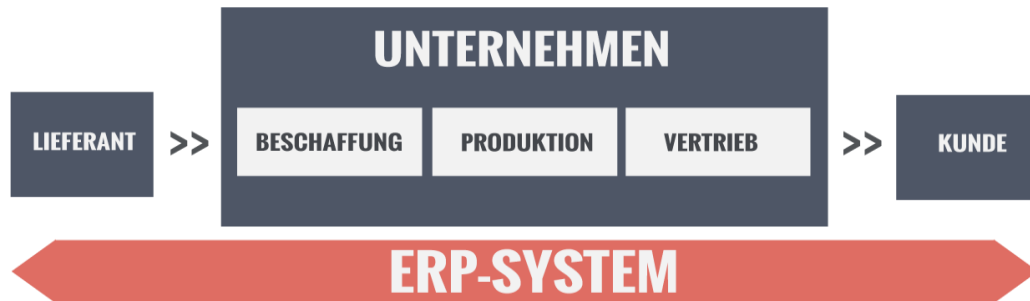 UNTERNEHMEN
LIEFERANT >> BESCHAFFUNG PRODUKTION VERTRIEB >> KUNDE
ERP-SYSTEM